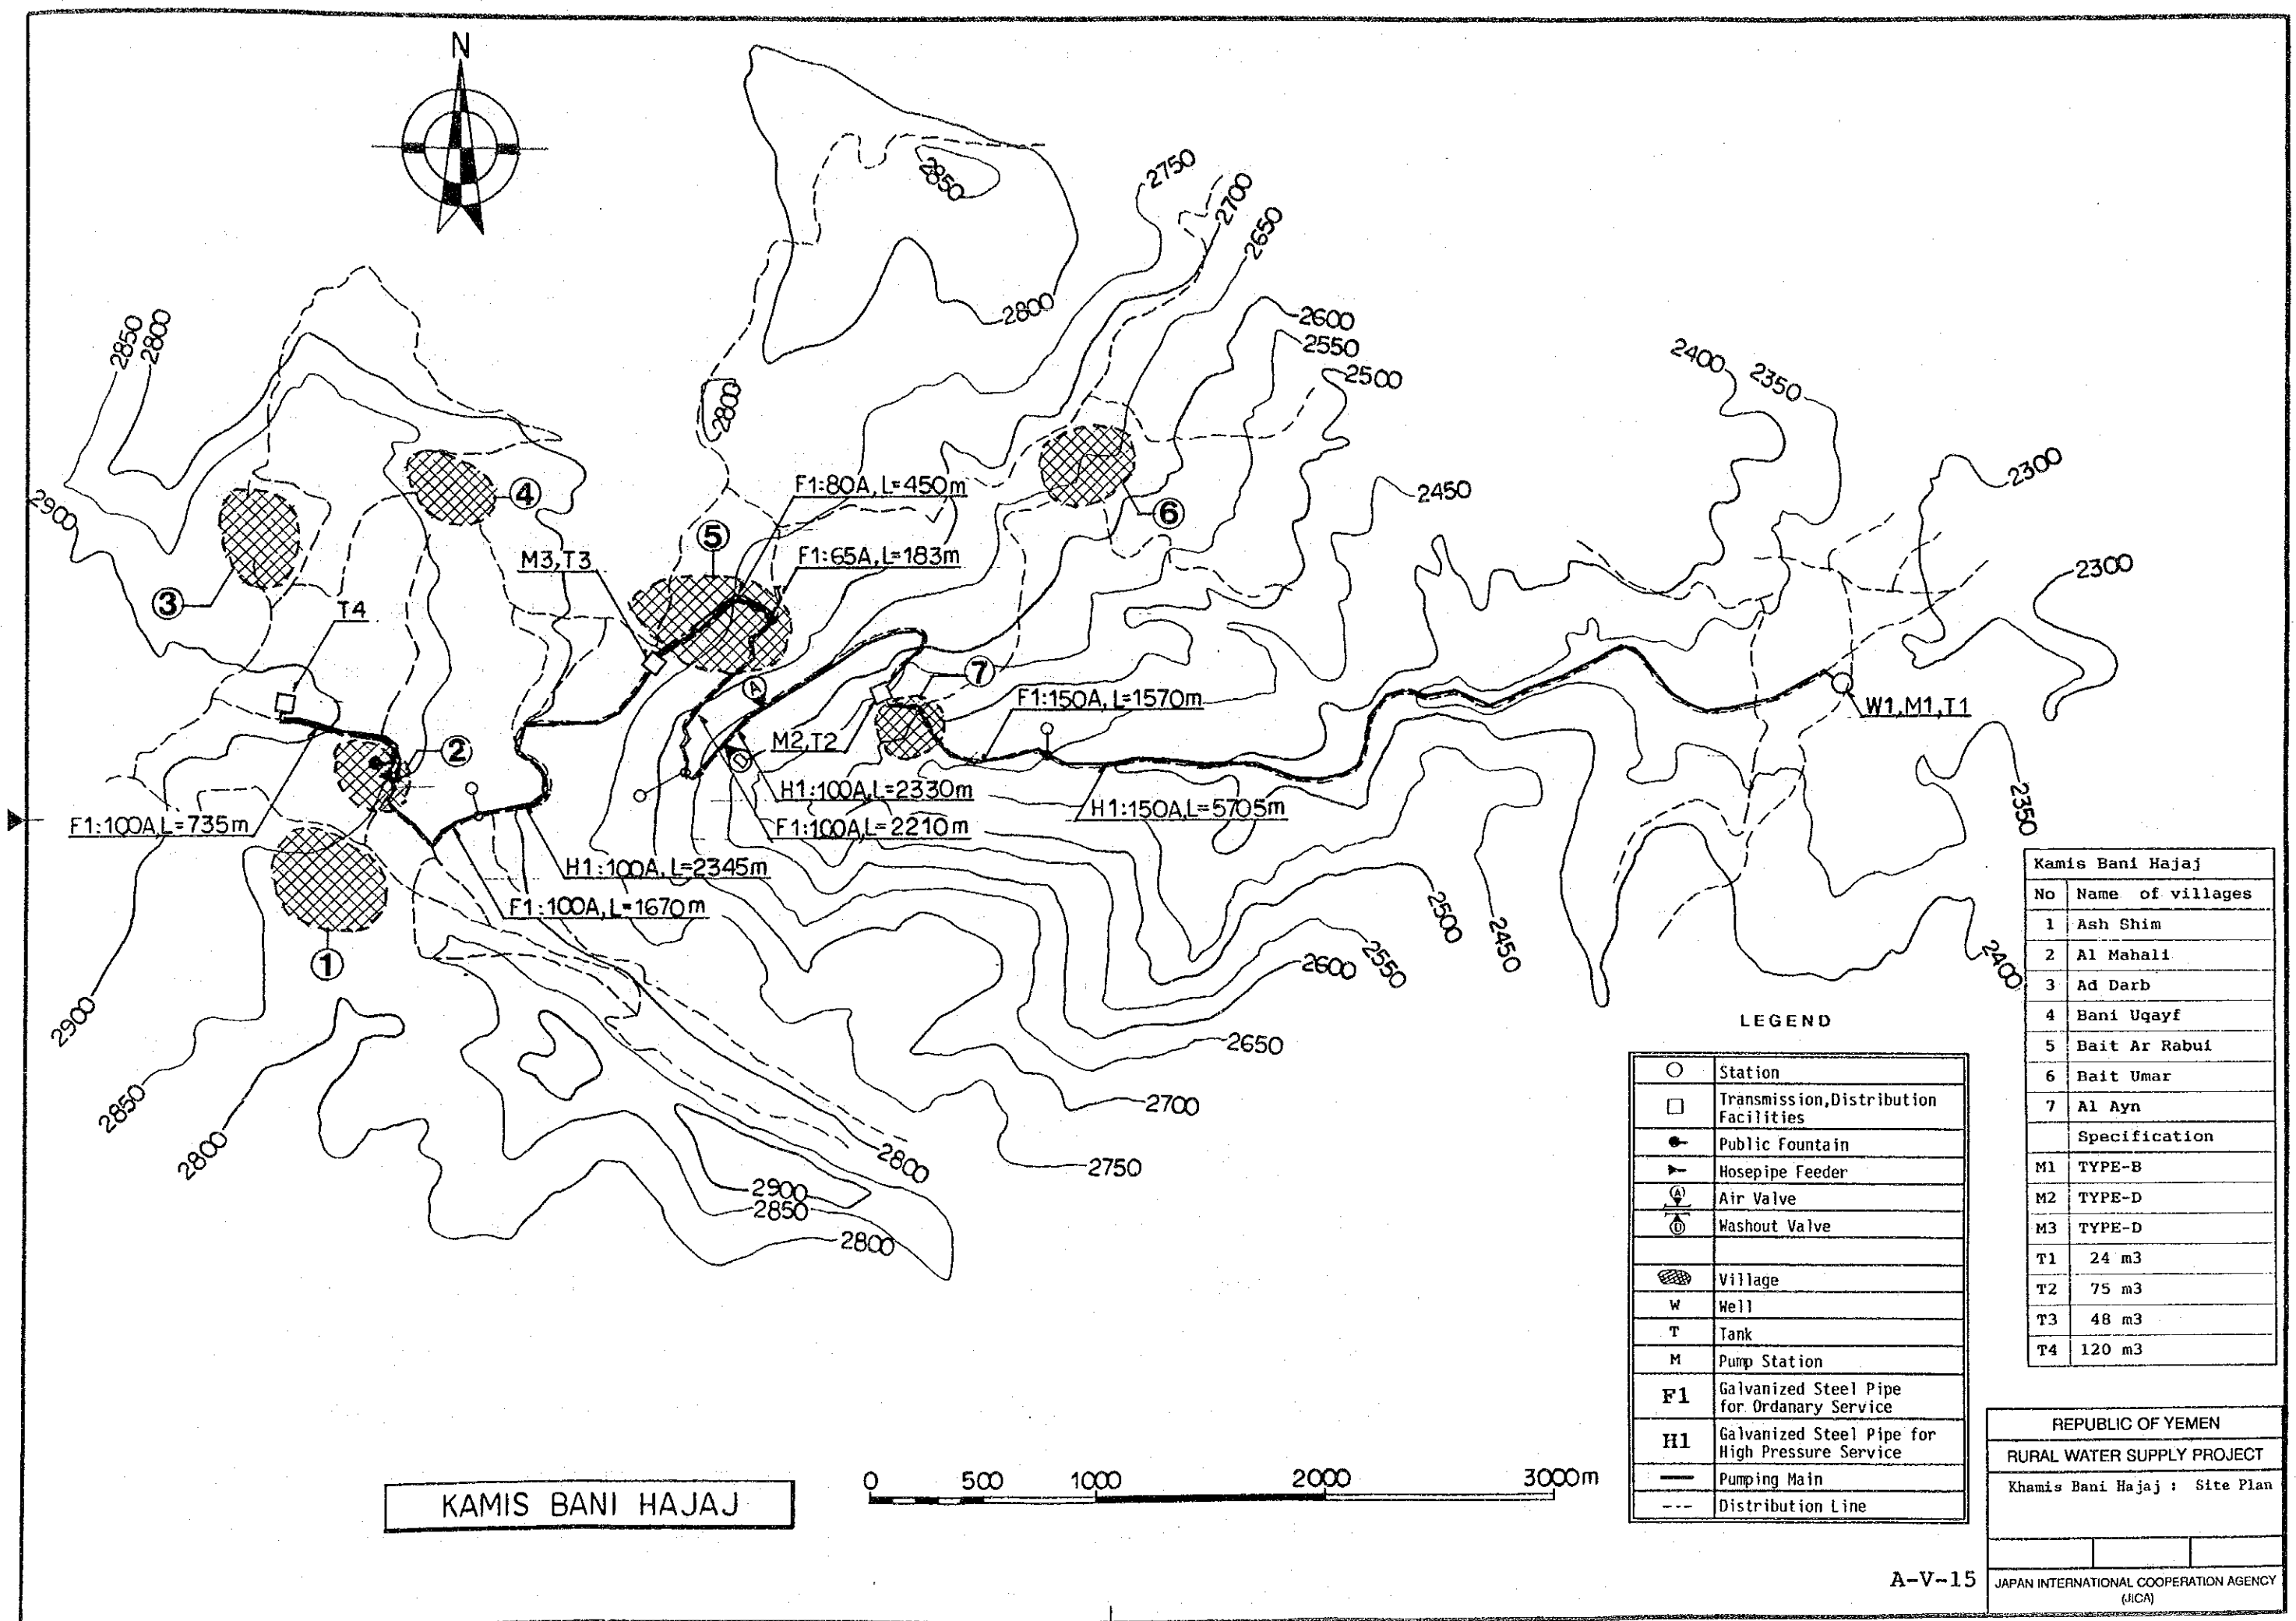 N
2850
2750
2700
2650
2800
2600
2550
2500
2850
2800
2800
2400
2350
2300
2900
F1:80A, L=450m
2450
6
4
5
M3,T3
F1:65A, L=183m
3
T4
2300
7
F1:150A, L=1570m
W1,M1,T1
2
A
M2,T2
D
H1:100A, L=2330m
H1:150A, L=5705m
F1:100A, L=735m
F1:100A, L=2210m
2350
H1:100A, L=2345m
F1:100A, L=1670m
1
2500
2450
2550
2600
2400
2900
2650
2850
2700
2800
2800
2750
2900
2850
2800
Kamis Bani Hajaj
No Name of villages
1 Ash Shim
2 Al Mahali
3 Ad Darb
4 Bani Uqayf
5 Bait Ar Rabui
6 Bait Umar
7 Al Ayn
Specification
M1 TYPE-B
M2 TYPE-D
M3 TYPE-D
T1 24 m3
T2 75 m3
T3 48 m3
T4 120 m3
LEGEND
Station
Transmission,Distribution
Facilities
Public Fountain
Hosepipe Feeder
A Air Valve
D Washout Valve
Village
W Well
T Tank
M Pump Station
F1 Galvanized Steel Pipe
for Ordanary Service
H1 Galvanized Steel Pipe for
High Pressure Service
Pumping Main
Distribution Line
KAMIS BANI HAJAJ
0 500 1000 2000 3000m
REPUBLIC OF YEMEN
RURAL WATER SUPPLY PROJECT
Khamis Bani Hajaj : Site Plan
JAPAN INTERNATIONAL COOPERATION AGENCY
(JICA)
A-V-15